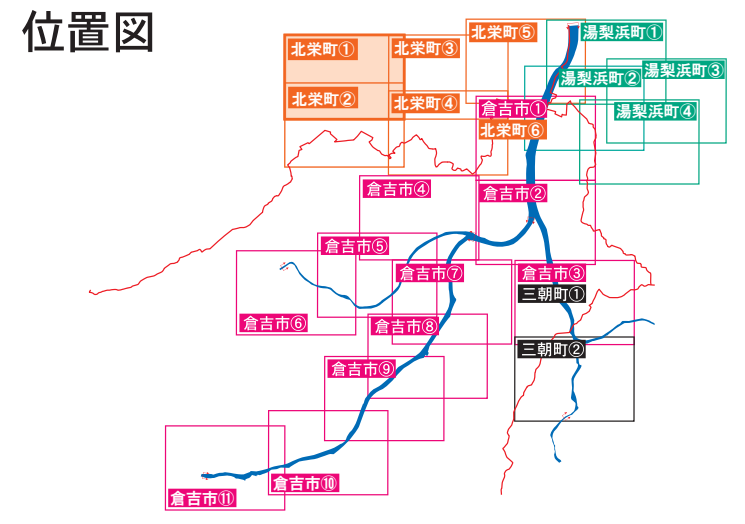 位置図
北栄町①
北栄町③
北栄町⑤
湯梨浜町①
湯梨浜町②
湯梨浜町③
北栄町②
北栄町④
倉吉市①
湯梨浜町④
北栄町⑥
倉吉市④
倉吉市②
倉吉市⑤
倉吉市⑦
倉吉市③
三朝町①
倉吉市⑥
倉吉市⑧
三朝町②
倉吉市⑨
倉吉市⑩
倉吉市⑪